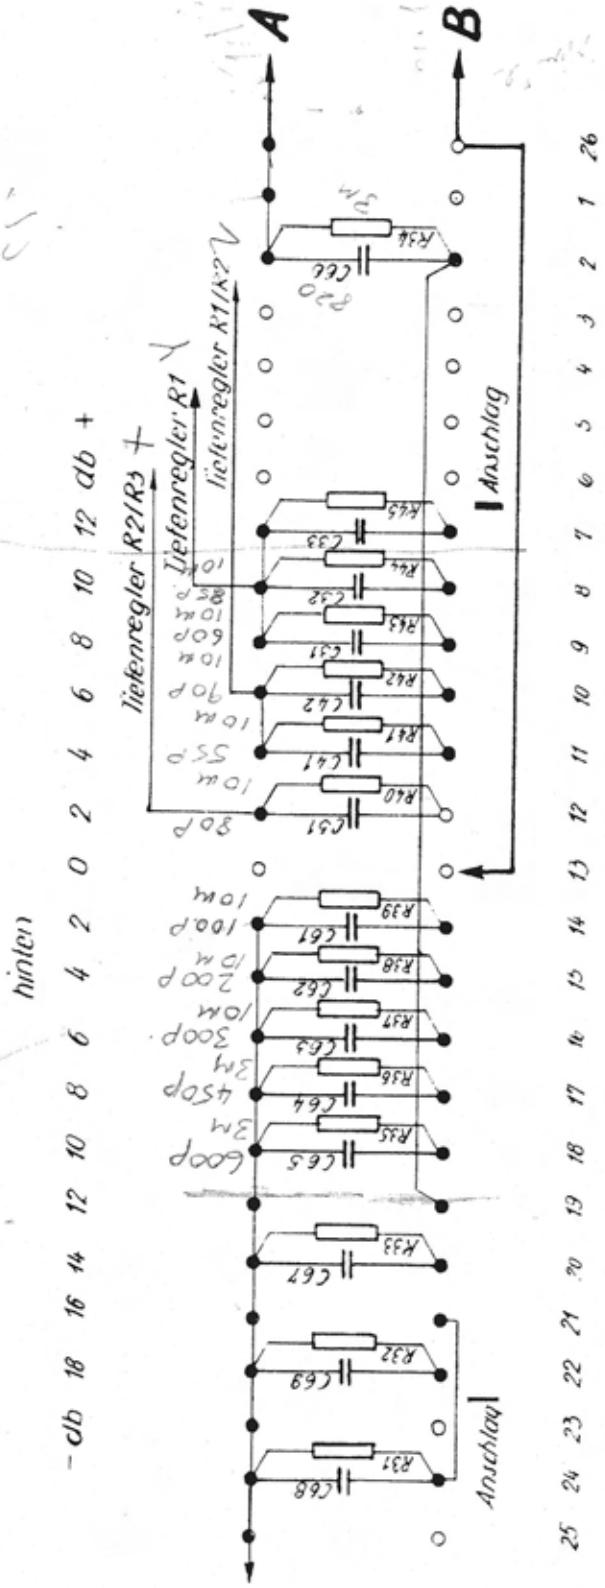 hinten
- db 18 16 14 12 10 8 6 4 2 0 2 4 6 8 10 12 db +
Tiefenregler R2/R3 +
Tiefenregler R1 Y
Tiefenregler R1/R2 V
A
600p 450p 300p 200p 100p 80p 55p 90p 60p 85p 820
3M 3M 10M 10M 10M 10M 10M 10M 10M 10M 3M
C68 C69 C67 C65 C64 C63 C62 C61 C51 C41 C42 C31 C32 C33 C66
R31 R32 R33 R35 R36 R37 R38 R39 R40 R41 R42 R43 R44 R45 R34
B
Anschlag
Anschlag
25 24 23 22 21 20 19 18 17 16 15 14 13 12 11 10 9 8 7 6 5 4 3 2 1 26